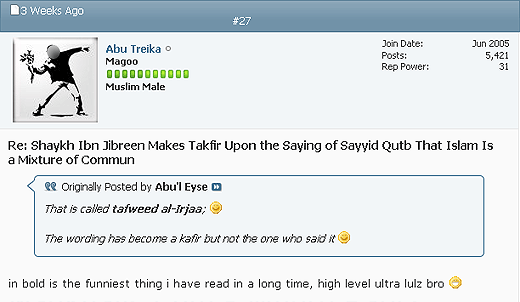 3 Weeks Ago
#27
Abu Treika
Magoo
Muslim Male
Join Date: Jun 2005
Posts: 5,421
Rep Power: 31
Re: Shaykh Ibn Jibreen Makes Takfir Upon the Saying of Sayyid Qutb That Islam Is
a Mixture of Commun
Originally Posted by Abu'l Eyse
That is called tafweed al-Irjaa;
The wording has become a kafir but not the one who said it
in bold is the funniest thing i have read in a long time, high level ultra lulz bro